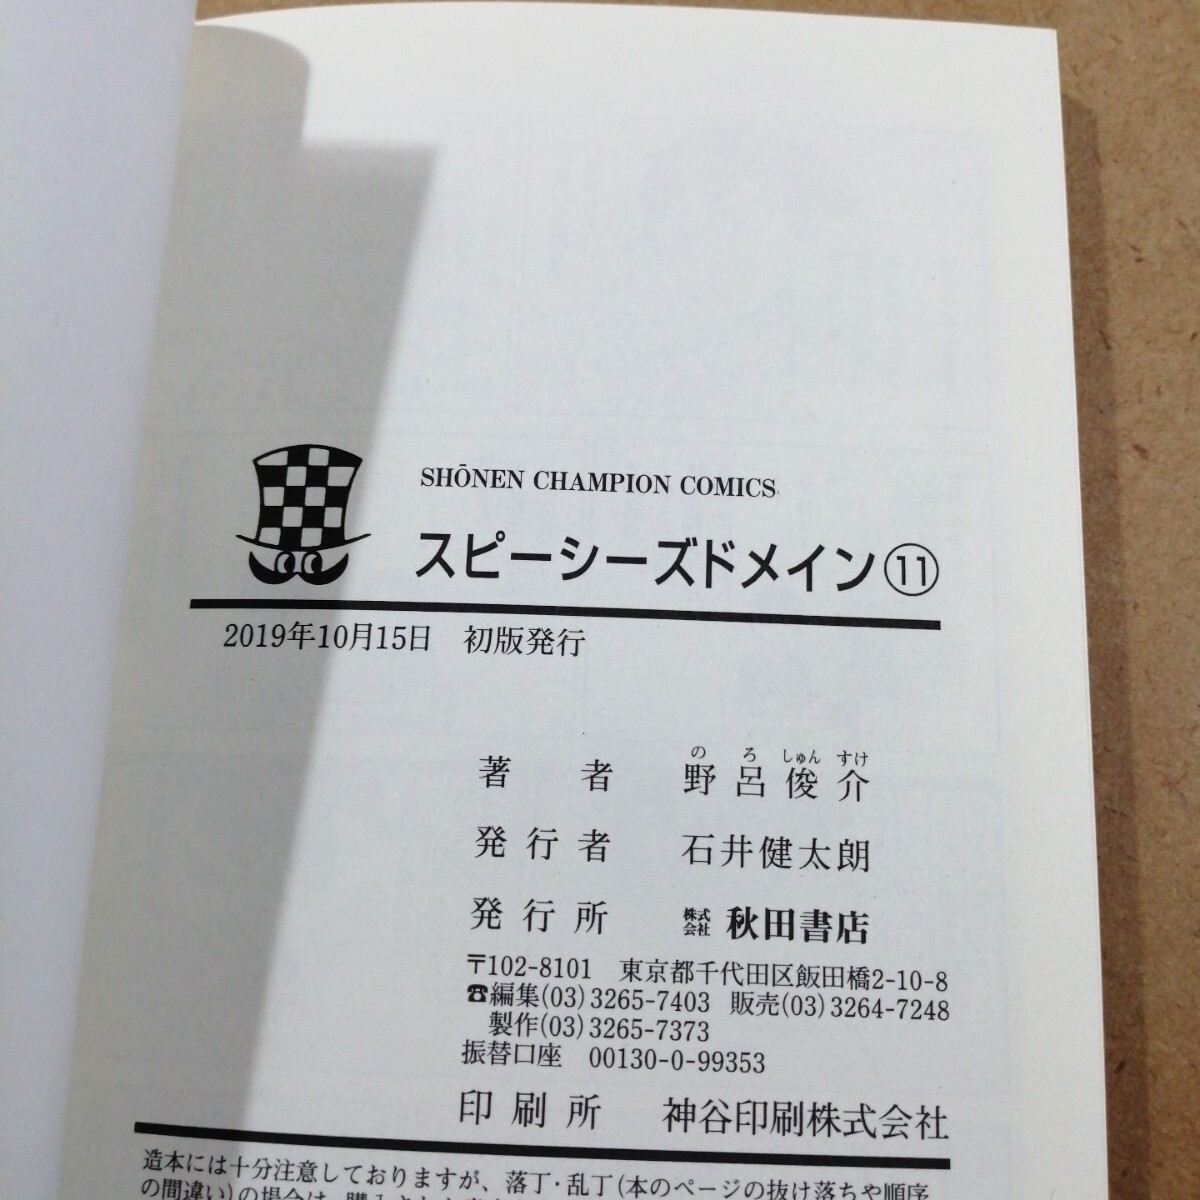 SHŌNEN CHAMPION COMICS
スピーシーズドメイン⑪
2019年10月15日 初版発行
の ろ しゅん すけ
著者 野呂俊介
発行者 石井健太朗
発行所 株式会社 秋田書店
〒102-8101 東京都千代田区飯田橋2-10-8
☎編集(03)3265-7403 販売(03)3264-7248
製作(03)3265-7373
振替口座 00130-0-99353
印刷所 神谷印刷株式会社
造本には十分注意しておりますが、落丁・乱丁(本のページの抜け落ちや順序
の間違い)の場合は、購入された